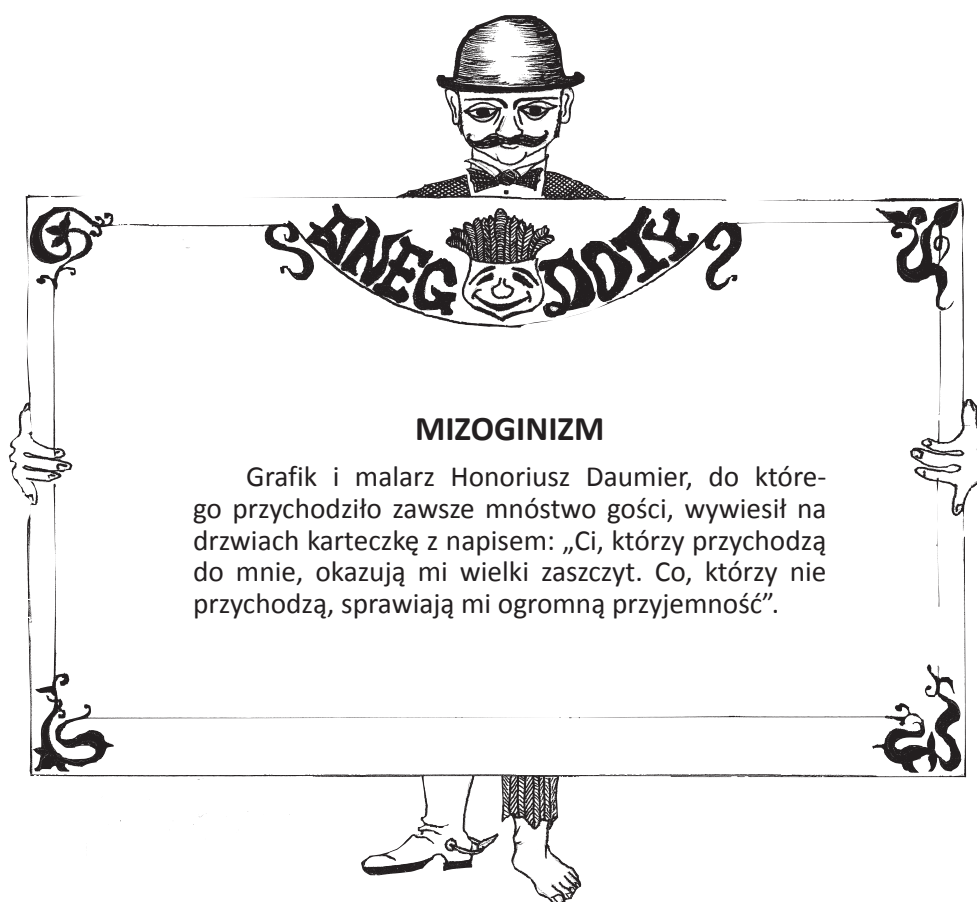 ANEGDOTY
MIZOGINIZM
Grafik i malarz Honoriusz Daumier, do które-
go przychodziło zawsze mnóstwo gości, wywiesił na
drzwiach karteczkę z napisem: „Ci, którzy przychodzą
do mnie, okazują mi wielki zaszczyt. Co, którzy nie
przychodzą, sprawiają mi ogromną przyjemność”.